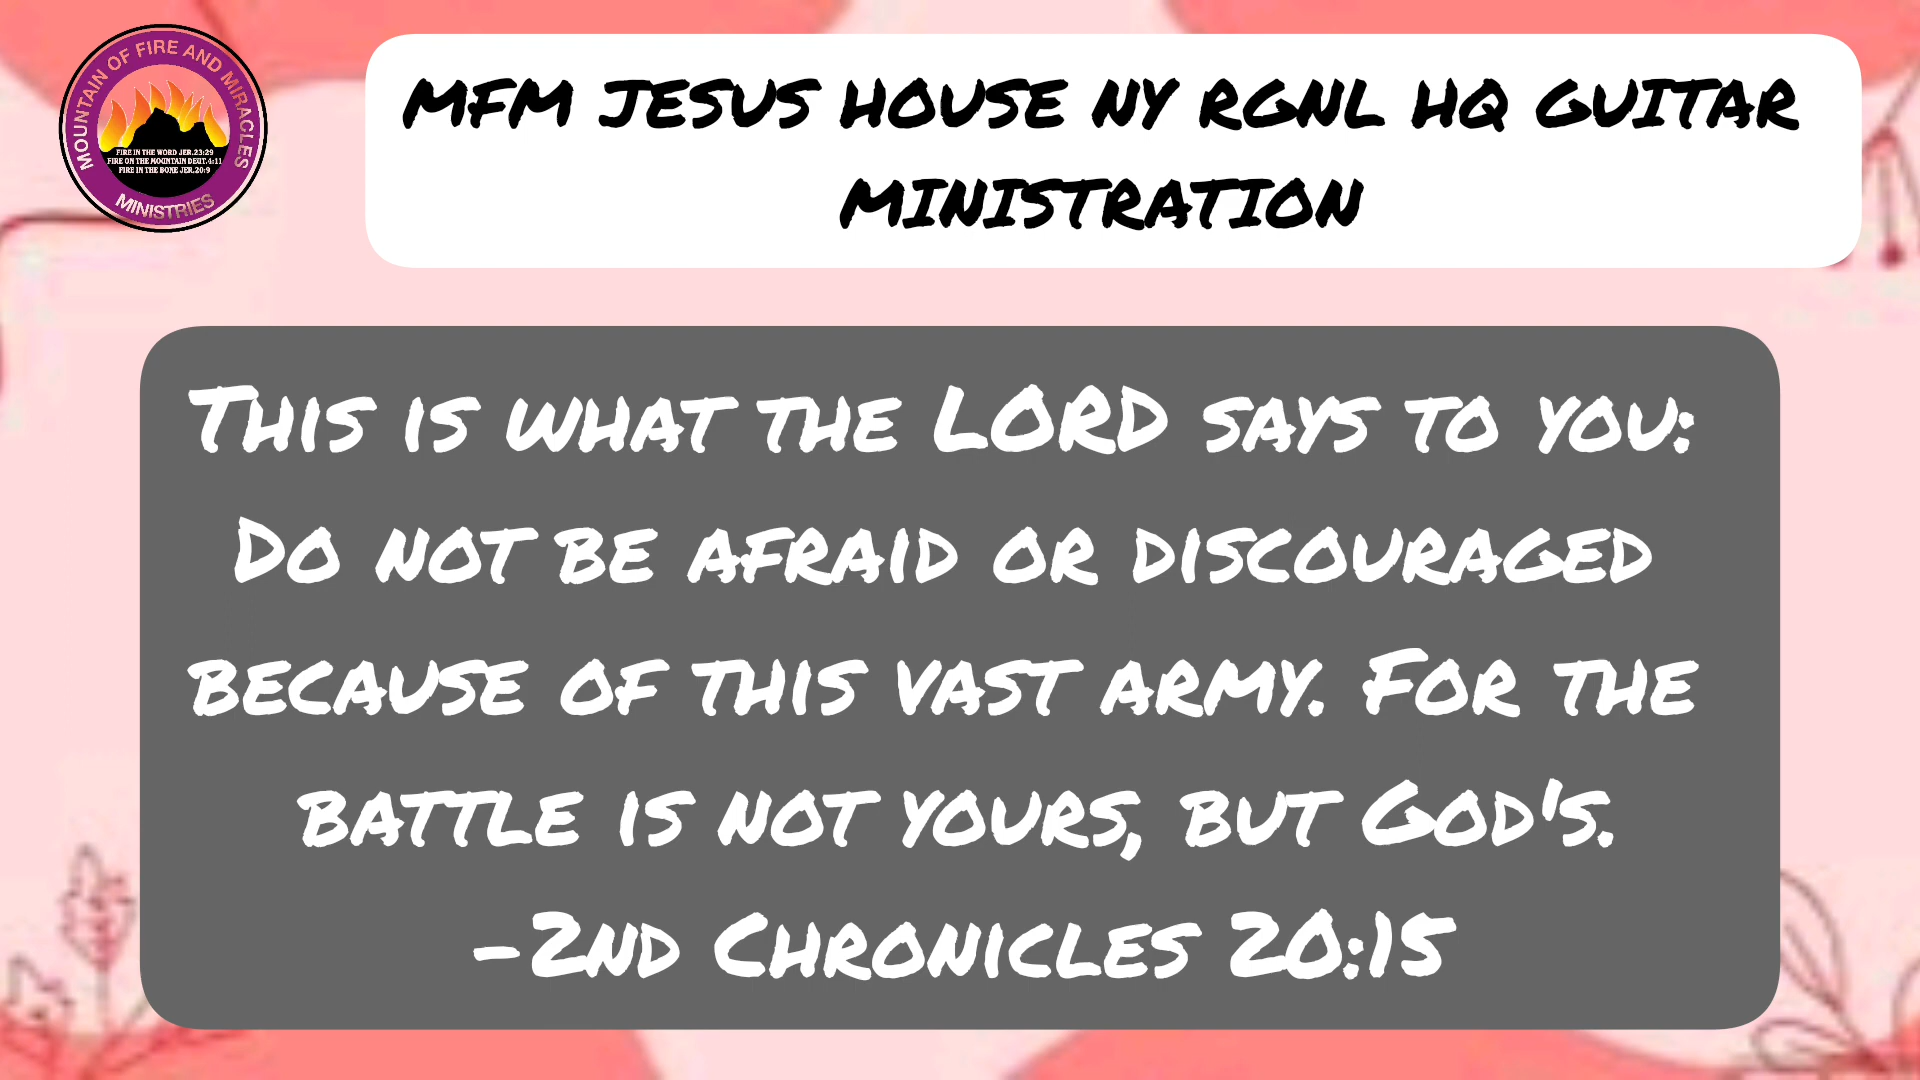 MOUNTAIN OF FIRE AND MIRACLES
FIRE IN THE WORD JER.23:29
FIRE ON THE MOUNTAIN DEUT.4:11
FIRE IN THE BONE JER.20:9
MINISTRIES
MFM JESUS HOUSE NY RGNL HQ GUITAR
MINISTRATION
This is what the LORD says to you:
Do not be afraid or discouraged
because of this vast army. For the
battle is not yours, but God's.
-2nd Chronicles 20:15